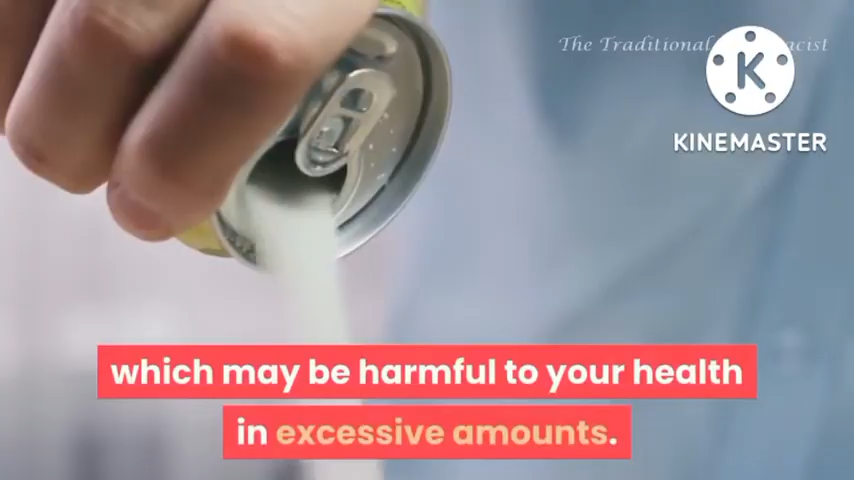 The Traditional
K
KINEMASTER
which may be harmful to your health
in excessive amounts.